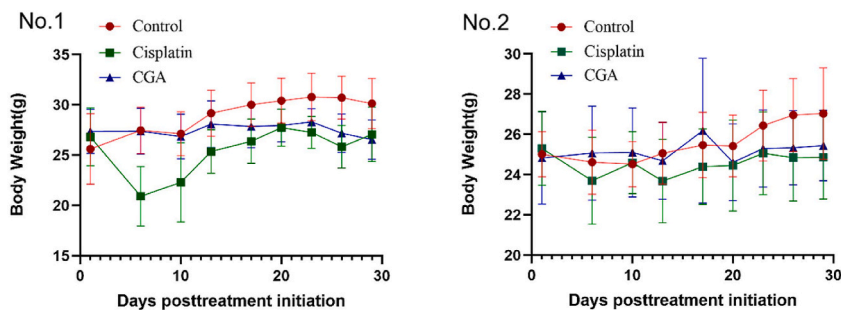 No.1
Control
Cisplatin
CGA
Body Weight(g)
35
30
25
20
15
0
10
20
30
Days posttreatment initiation
No.2
Control
Cisplatin
CGA
Body Weight(g)
30
28
26
24
22
20
0
10
20
30
Days posttreatment initiation